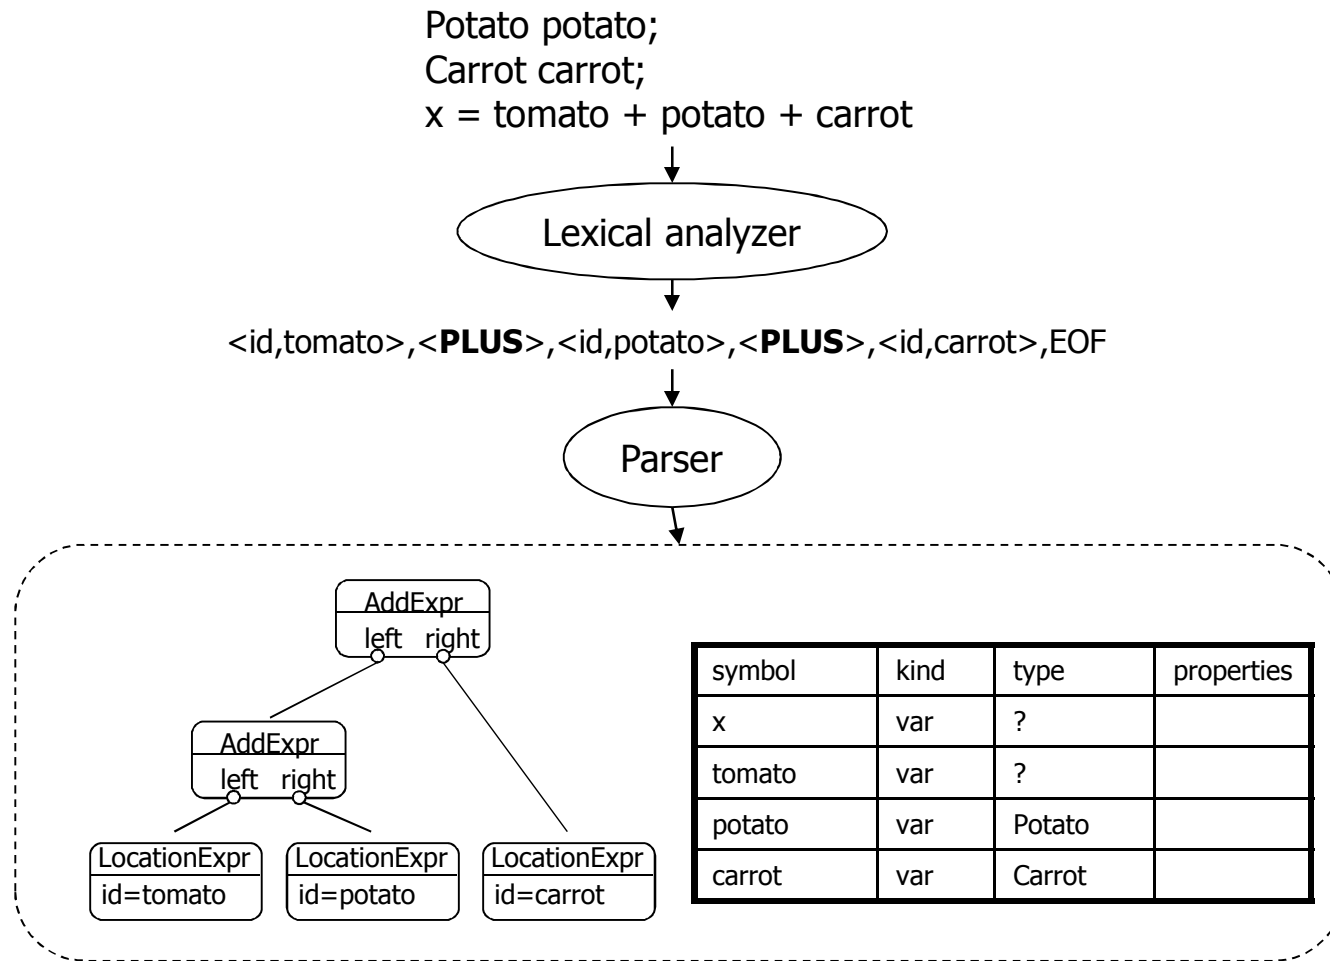 Potato potato;
Carrot carrot;
x = tomato + potato + carrot
Lexical analyzer
<id,tomato>,<PLUS>,<id,potato>,<PLUS>,<id,carrot>,EOF
Parser
AddExpr
left right
AddExpr
left right
LocationExpr
id=tomato
LocationExpr
id=potato
LocationExpr
id=carrot
symbol kind type properties
x var ?
tomato var ?
potato var Potato
carrot var Carrot